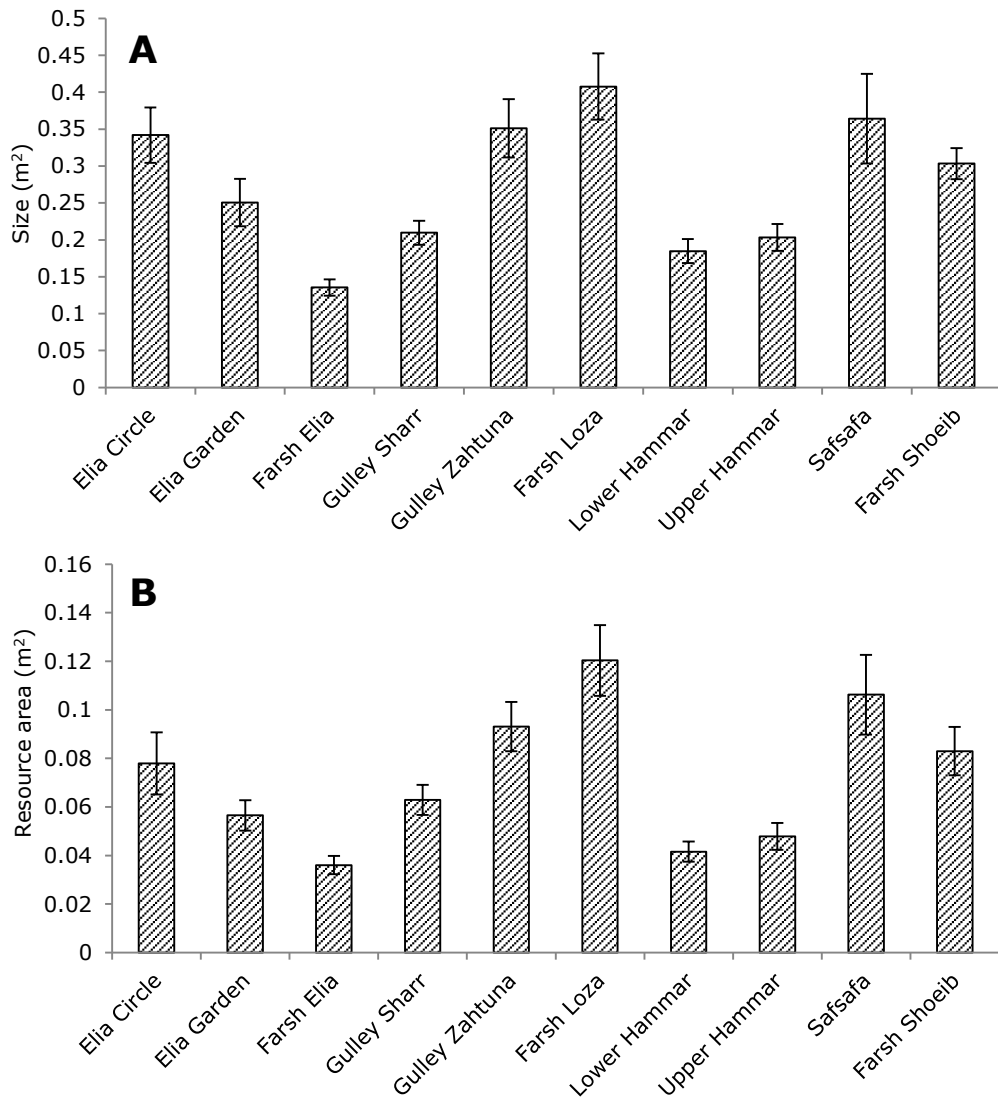 A
Size (m²)
0.5
0.45
0.4
0.35
0.3
0.25
0.2
0.15
0.1
0.05
0
Elia Circle
Elia Garden
Farsh Elia
Gulley Sharr
Gulley Zahtuna
Farsh Loza
Lower Hammar
Upper Hammar
Safsafa
Farsh Shoeib
B
Resource area (m²)
0.16
0.14
0.12
0.1
0.08
0.06
0.04
0.02
0
Elia Circle
Elia Garden
Farsh Elia
Gulley Sharr
Gulley Zahtuna
Farsh Loza
Lower Hammar
Upper Hammar
Safsafa
Farsh Shoeib